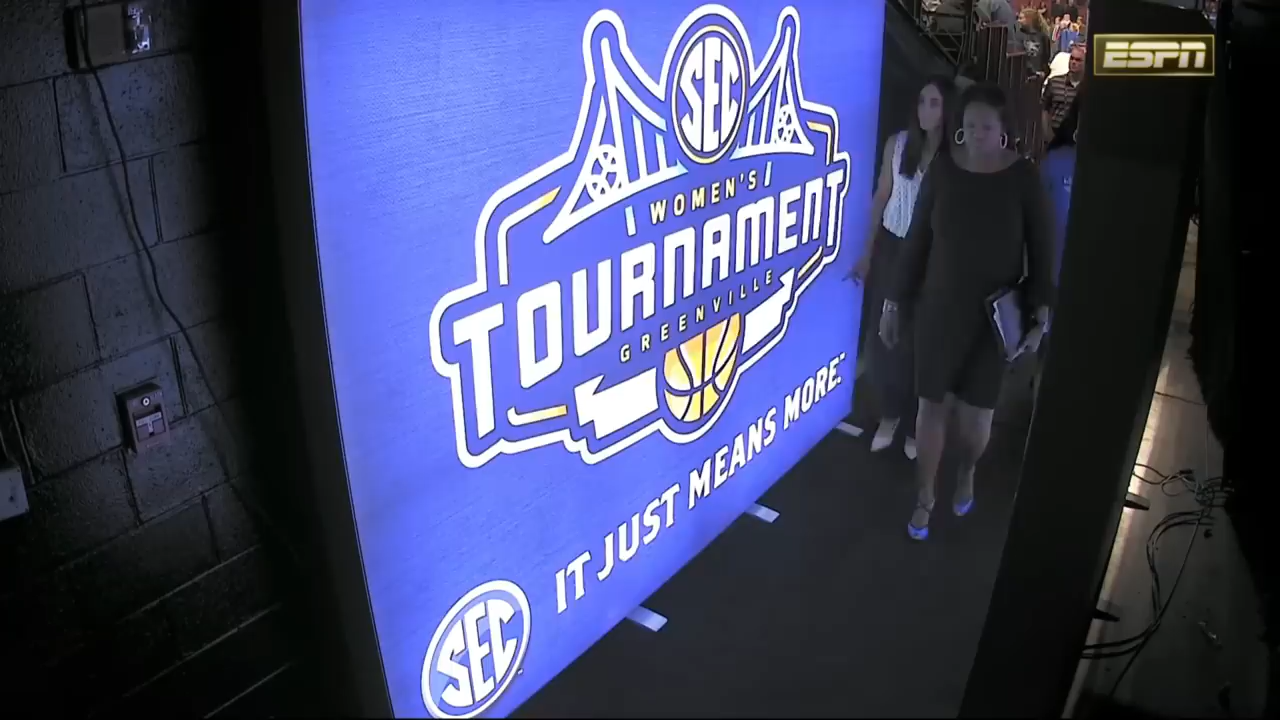 ESPN
SEC
WOMEN'S
TOURNAMENT
GREENVILLE
IT JUST MEANS MORE.
SEC